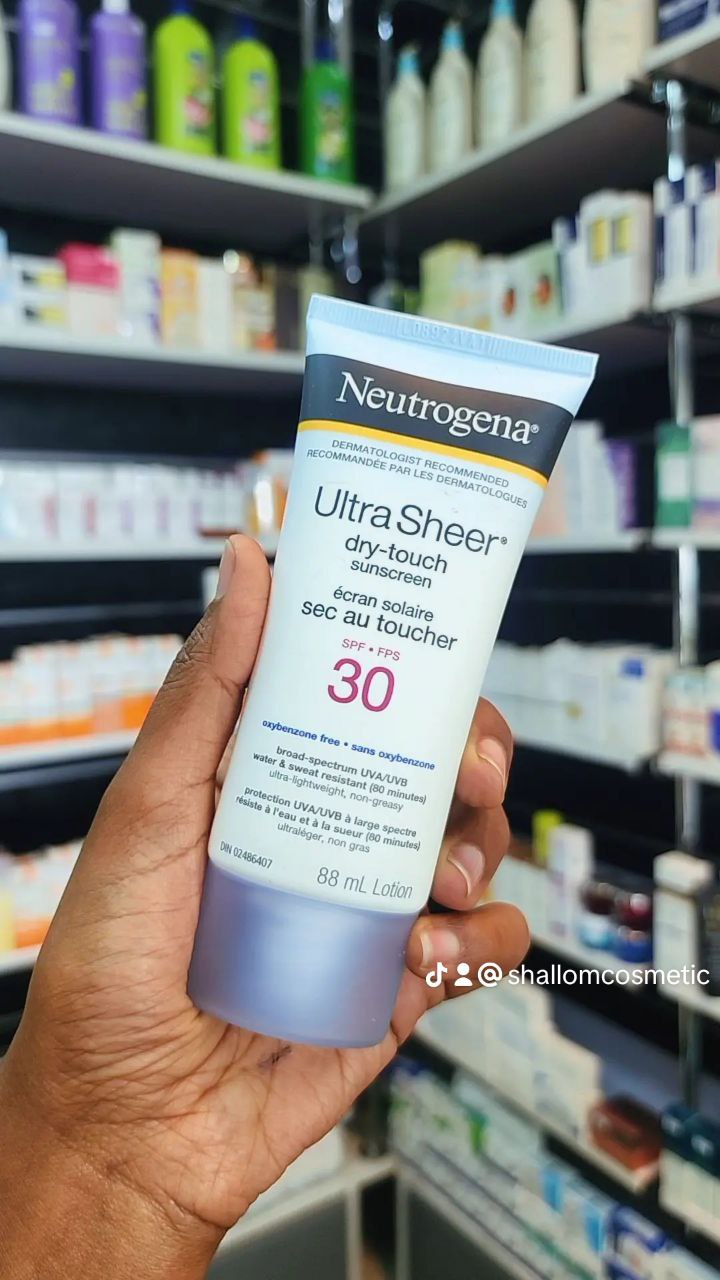 Neutrogena®
DERMATOLOGIST RECOMMENDED
RECOMMANDÉE PAR LES DERMATOLOGUES
Ultra Sheer®
dry-touch
sunscreen
écran solaire
sec au toucher
SPF • FPS
30
oxybenzone free • sans oxybenzone
broad-spectrum UVA/UVB
water & sweat resistant (80 minutes)
ultra-lightweight, non-greasy
protection UVA/UVB à large spectre
résiste à l'eau et à la sueur (80 minutes)
ultraléger, non gras
DIN 02486407
88 mL Lotion
@shallomcosmetic